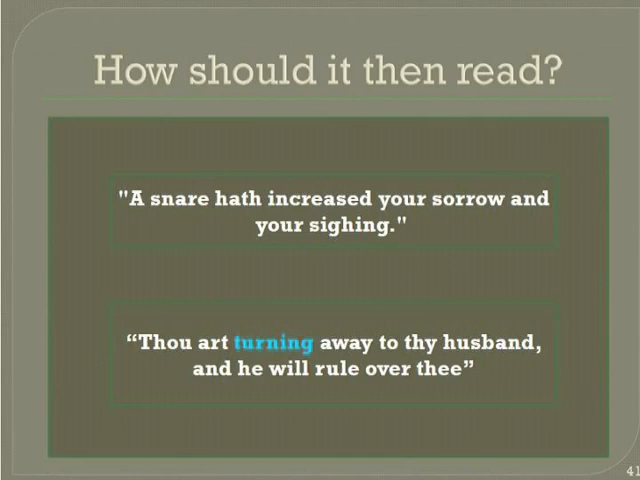 How should it then read?
"A snare hath increased your sorrow and
your sighing."
“Thou art turning away to thy husband,
and he will rule over thee”
41